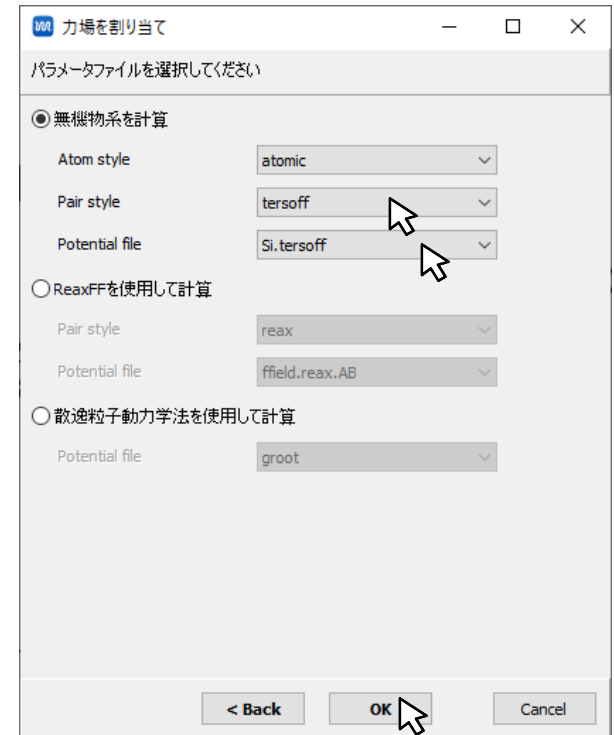 力場を割り当て
パラメータファイルを選択してください
無機物系を計算
Atom style atomic
Pair style tersoff
Potential file Si.tersoff
ReaxFFを使用して計算
Pair style reax
Potential file ffield.reax.AB
散逸粒子動力学法を使用して計算
Potential file groot
< Back OK Cancel